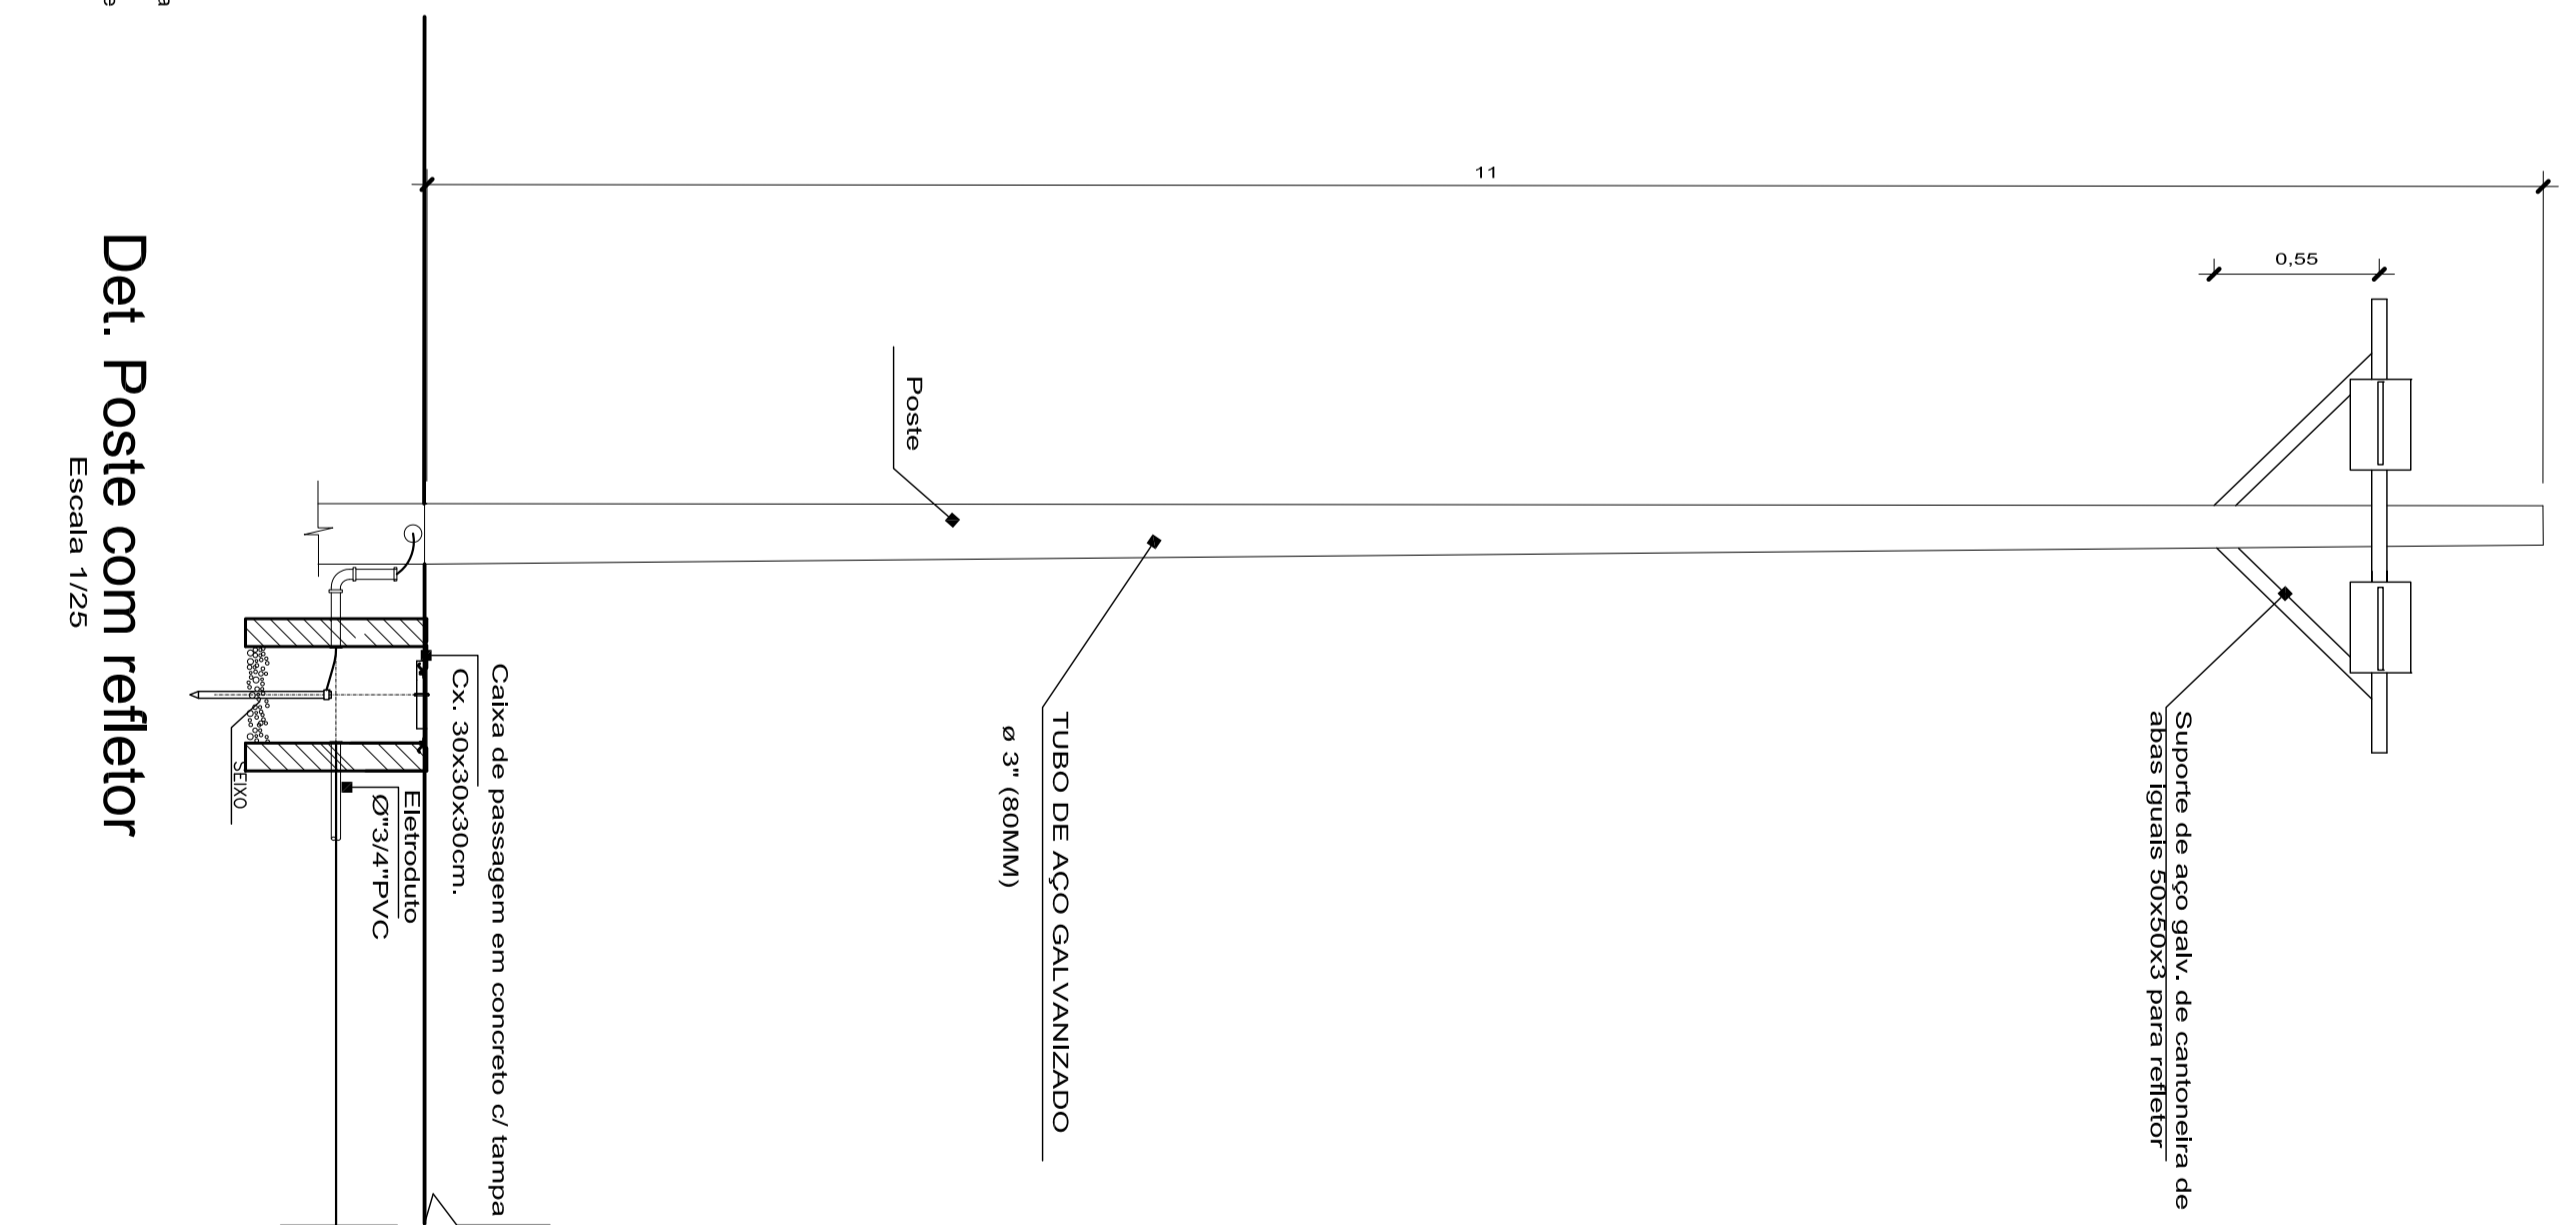 11
0,55
Suporte de aço galv. de cantoneira de
abas iguais 50x50x3 para refletor
Poste
TUBO DE AÇO GALVANIZADO
ø 3" (80MM)
Caixa de passagem em concreto c/ tampa
Cx. 30x30x30cm.
Eletroduto
Ø"3/4"PVC
SEIXO
Det. Poste com refletor
Escala 1/25
a
e